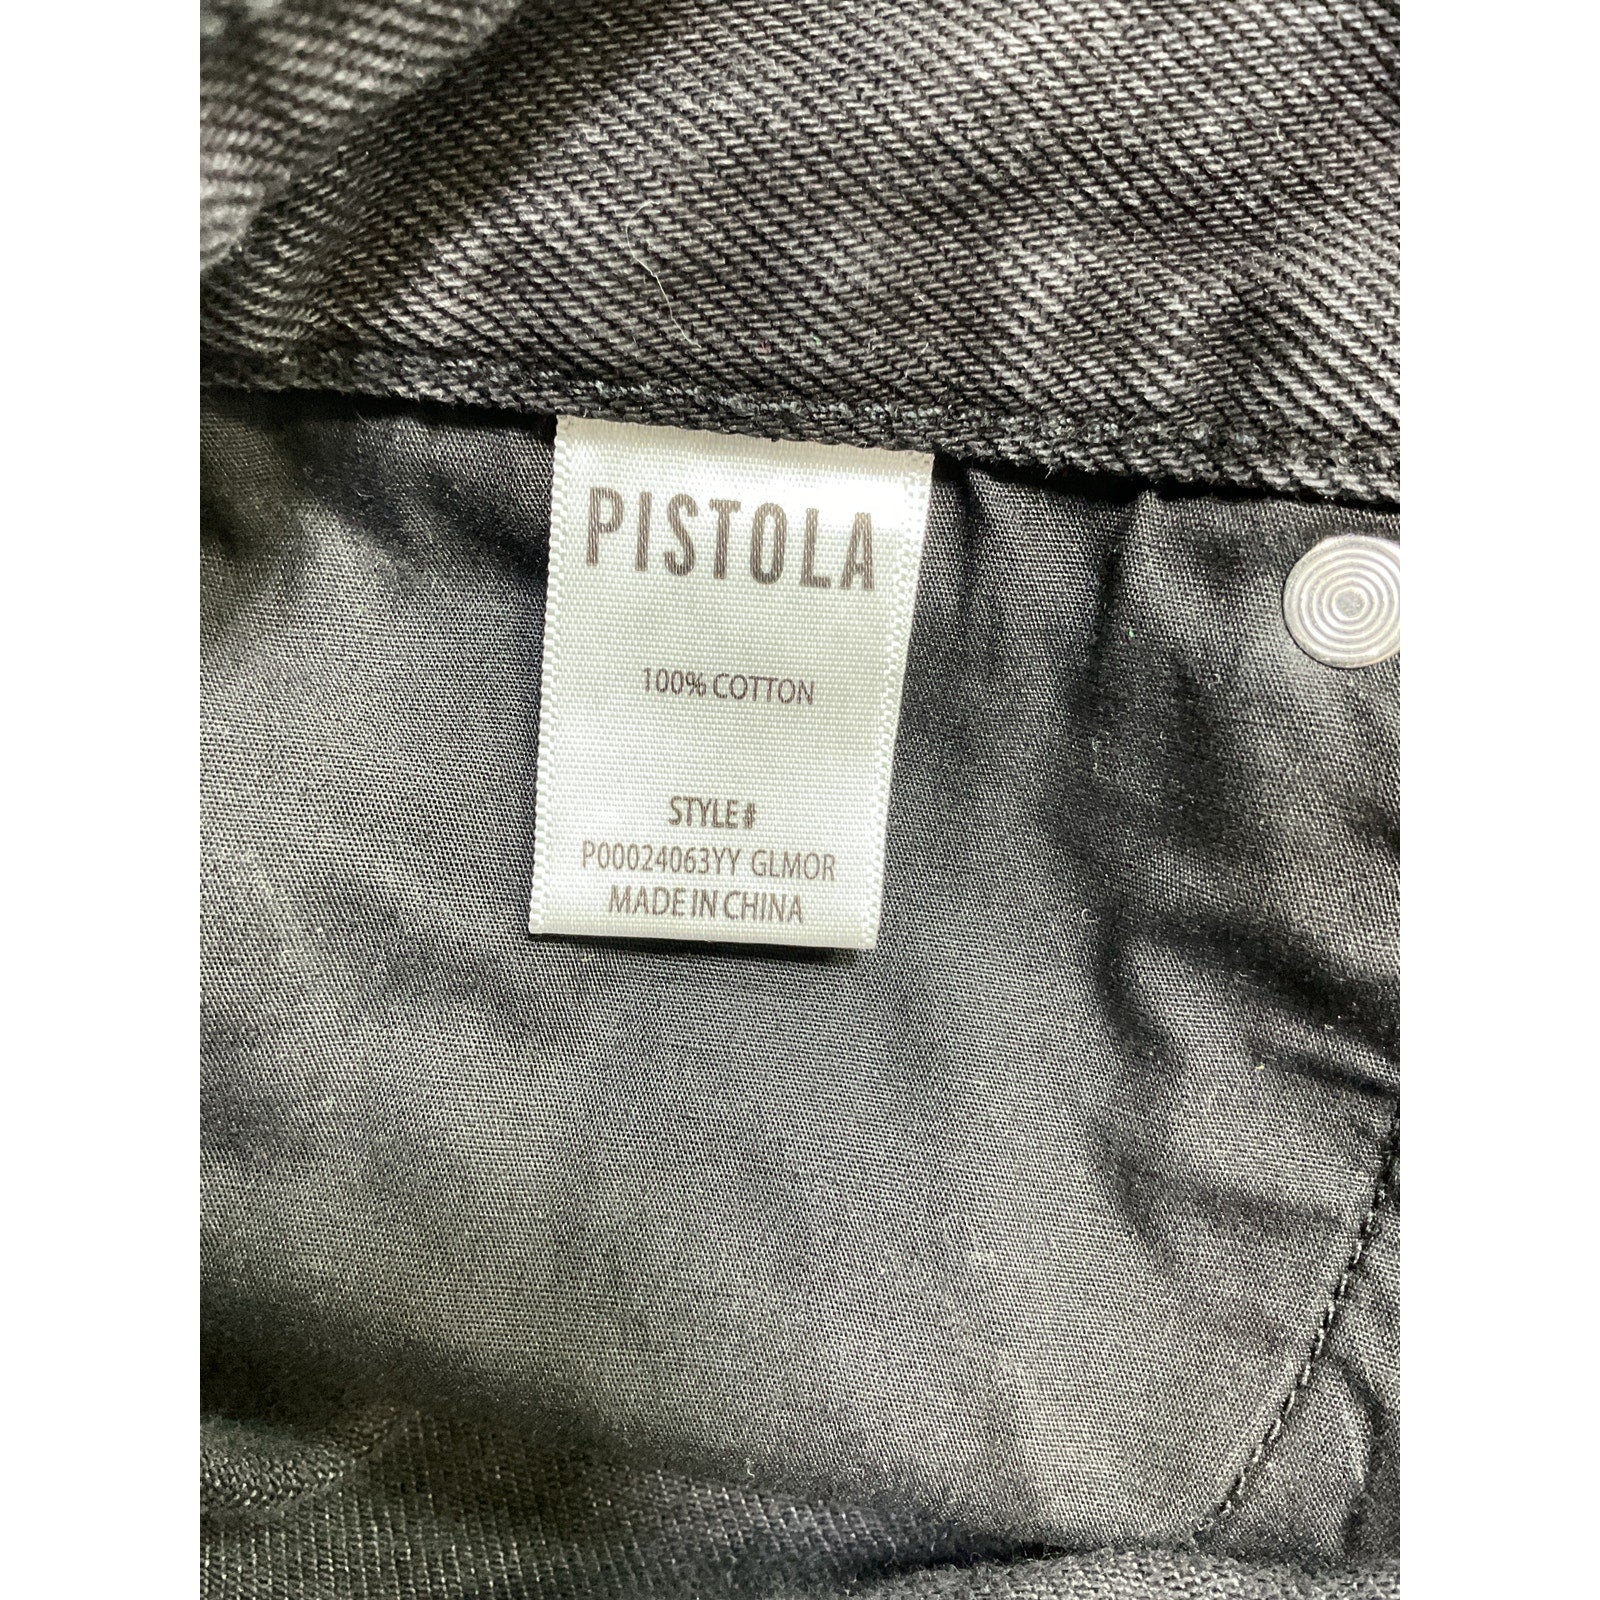 PISTOLA
100% COTTON
STYLE#
P00024063YY GLMOR
MADE IN CHINA